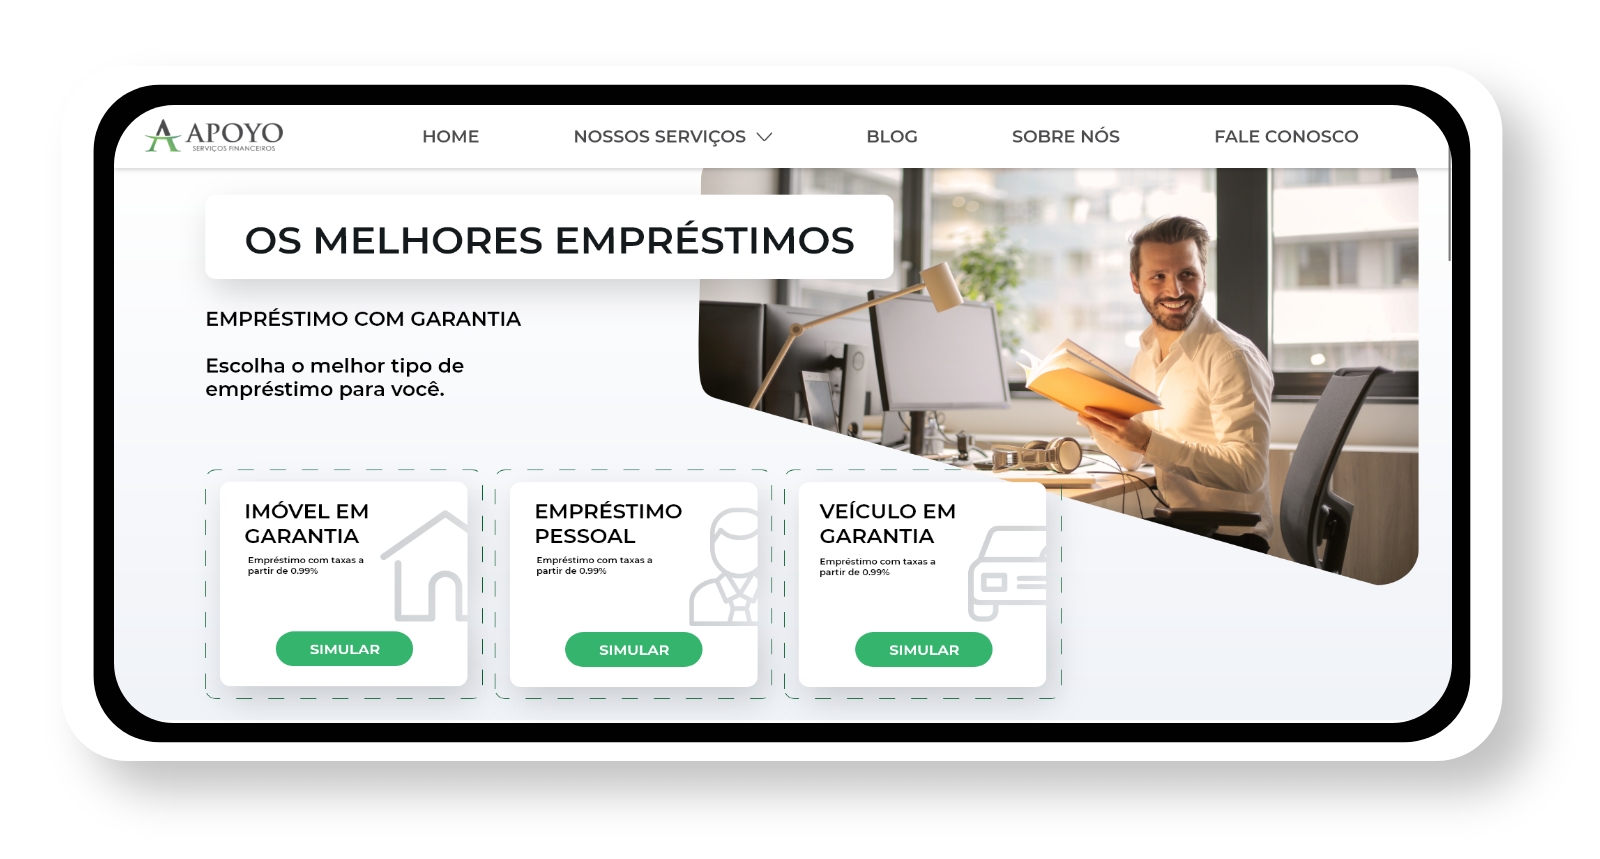 APOYO
SERVIÇOS FINANCEIROS
HOME
NOSSOS SERVIÇOS
BLOG
SOBRE NÓS
FALE CONOSCO
OS MELHORES EMPRÉSTIMOS
EMPRÉSTIMO COM GARANTIA
Escolha o melhor tipo de
empréstimo para você.
IMÓVEL EM
GARANTIA
Empréstimo com taxas a
partir de 0.99%
SIMULAR
EMPRÉSTIMO
PESSOAL
Empréstimo com taxas a
partir de 0.99%
SIMULAR
VEÍCULO EM
GARANTIA
Empréstimo com taxas a
partir de 0.99%
SIMULAR